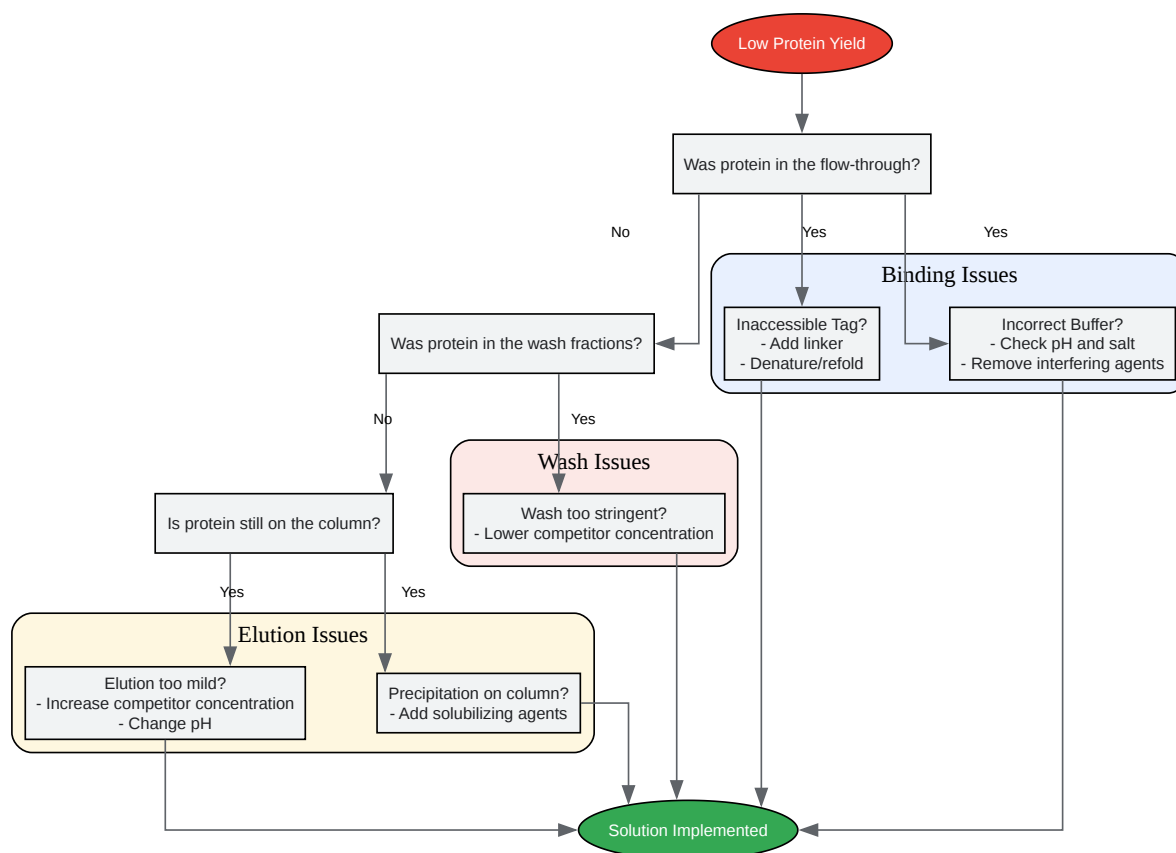 Low Protein Yield
Was protein in the flow-through?
No
Yes
Yes
Binding Issues
Inaccessible Tag?
- Add linker
- Denature/refold
Incorrect Buffer?
- Check pH and salt
- Remove interfering agents
Was protein in the wash fractions?
No
Yes
Wash Issues
Wash too stringent?
- Lower competitor concentration
Is protein still on the column?
Yes
Yes
Elution Issues
Elution too mild?
- Increase competitor concentration
- Change pH
Precipitation on column?
- Add solubilizing agents
Solution Implemented